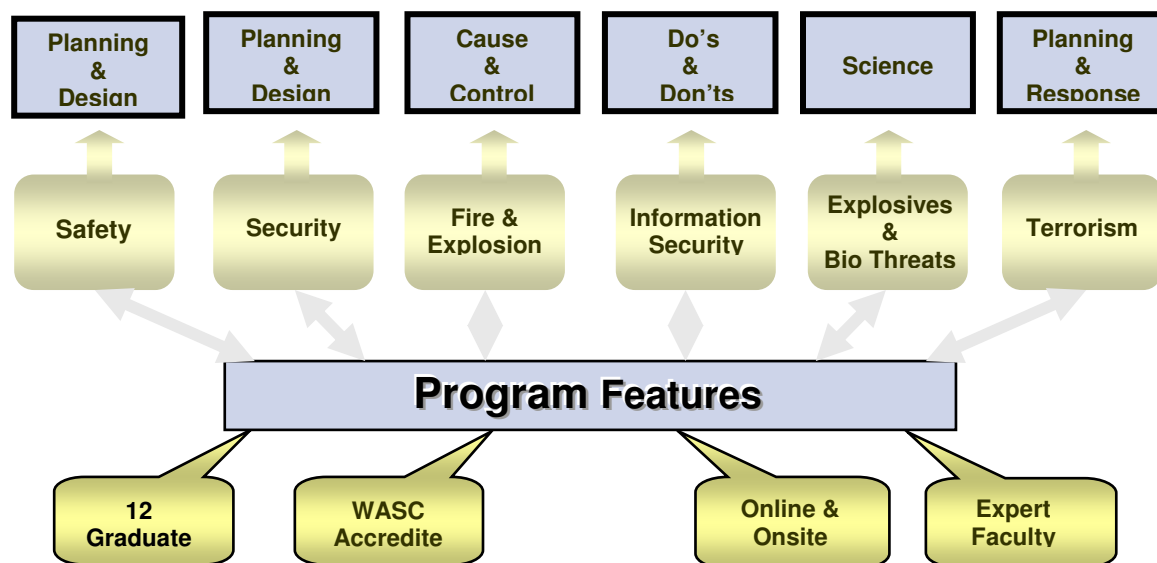 Planning
&
Design
Planning
&
Design
Cause
&
Control
Do's
&
Don'ts
Science
Planning
&
Response
Safety
Security
Fire &
Explosion
Information
Security
Explosives
&
Bio Threats
Terrorism
Program Features
12
Graduate
WASC
Accredite
Online &
Onsite
Expert
Faculty